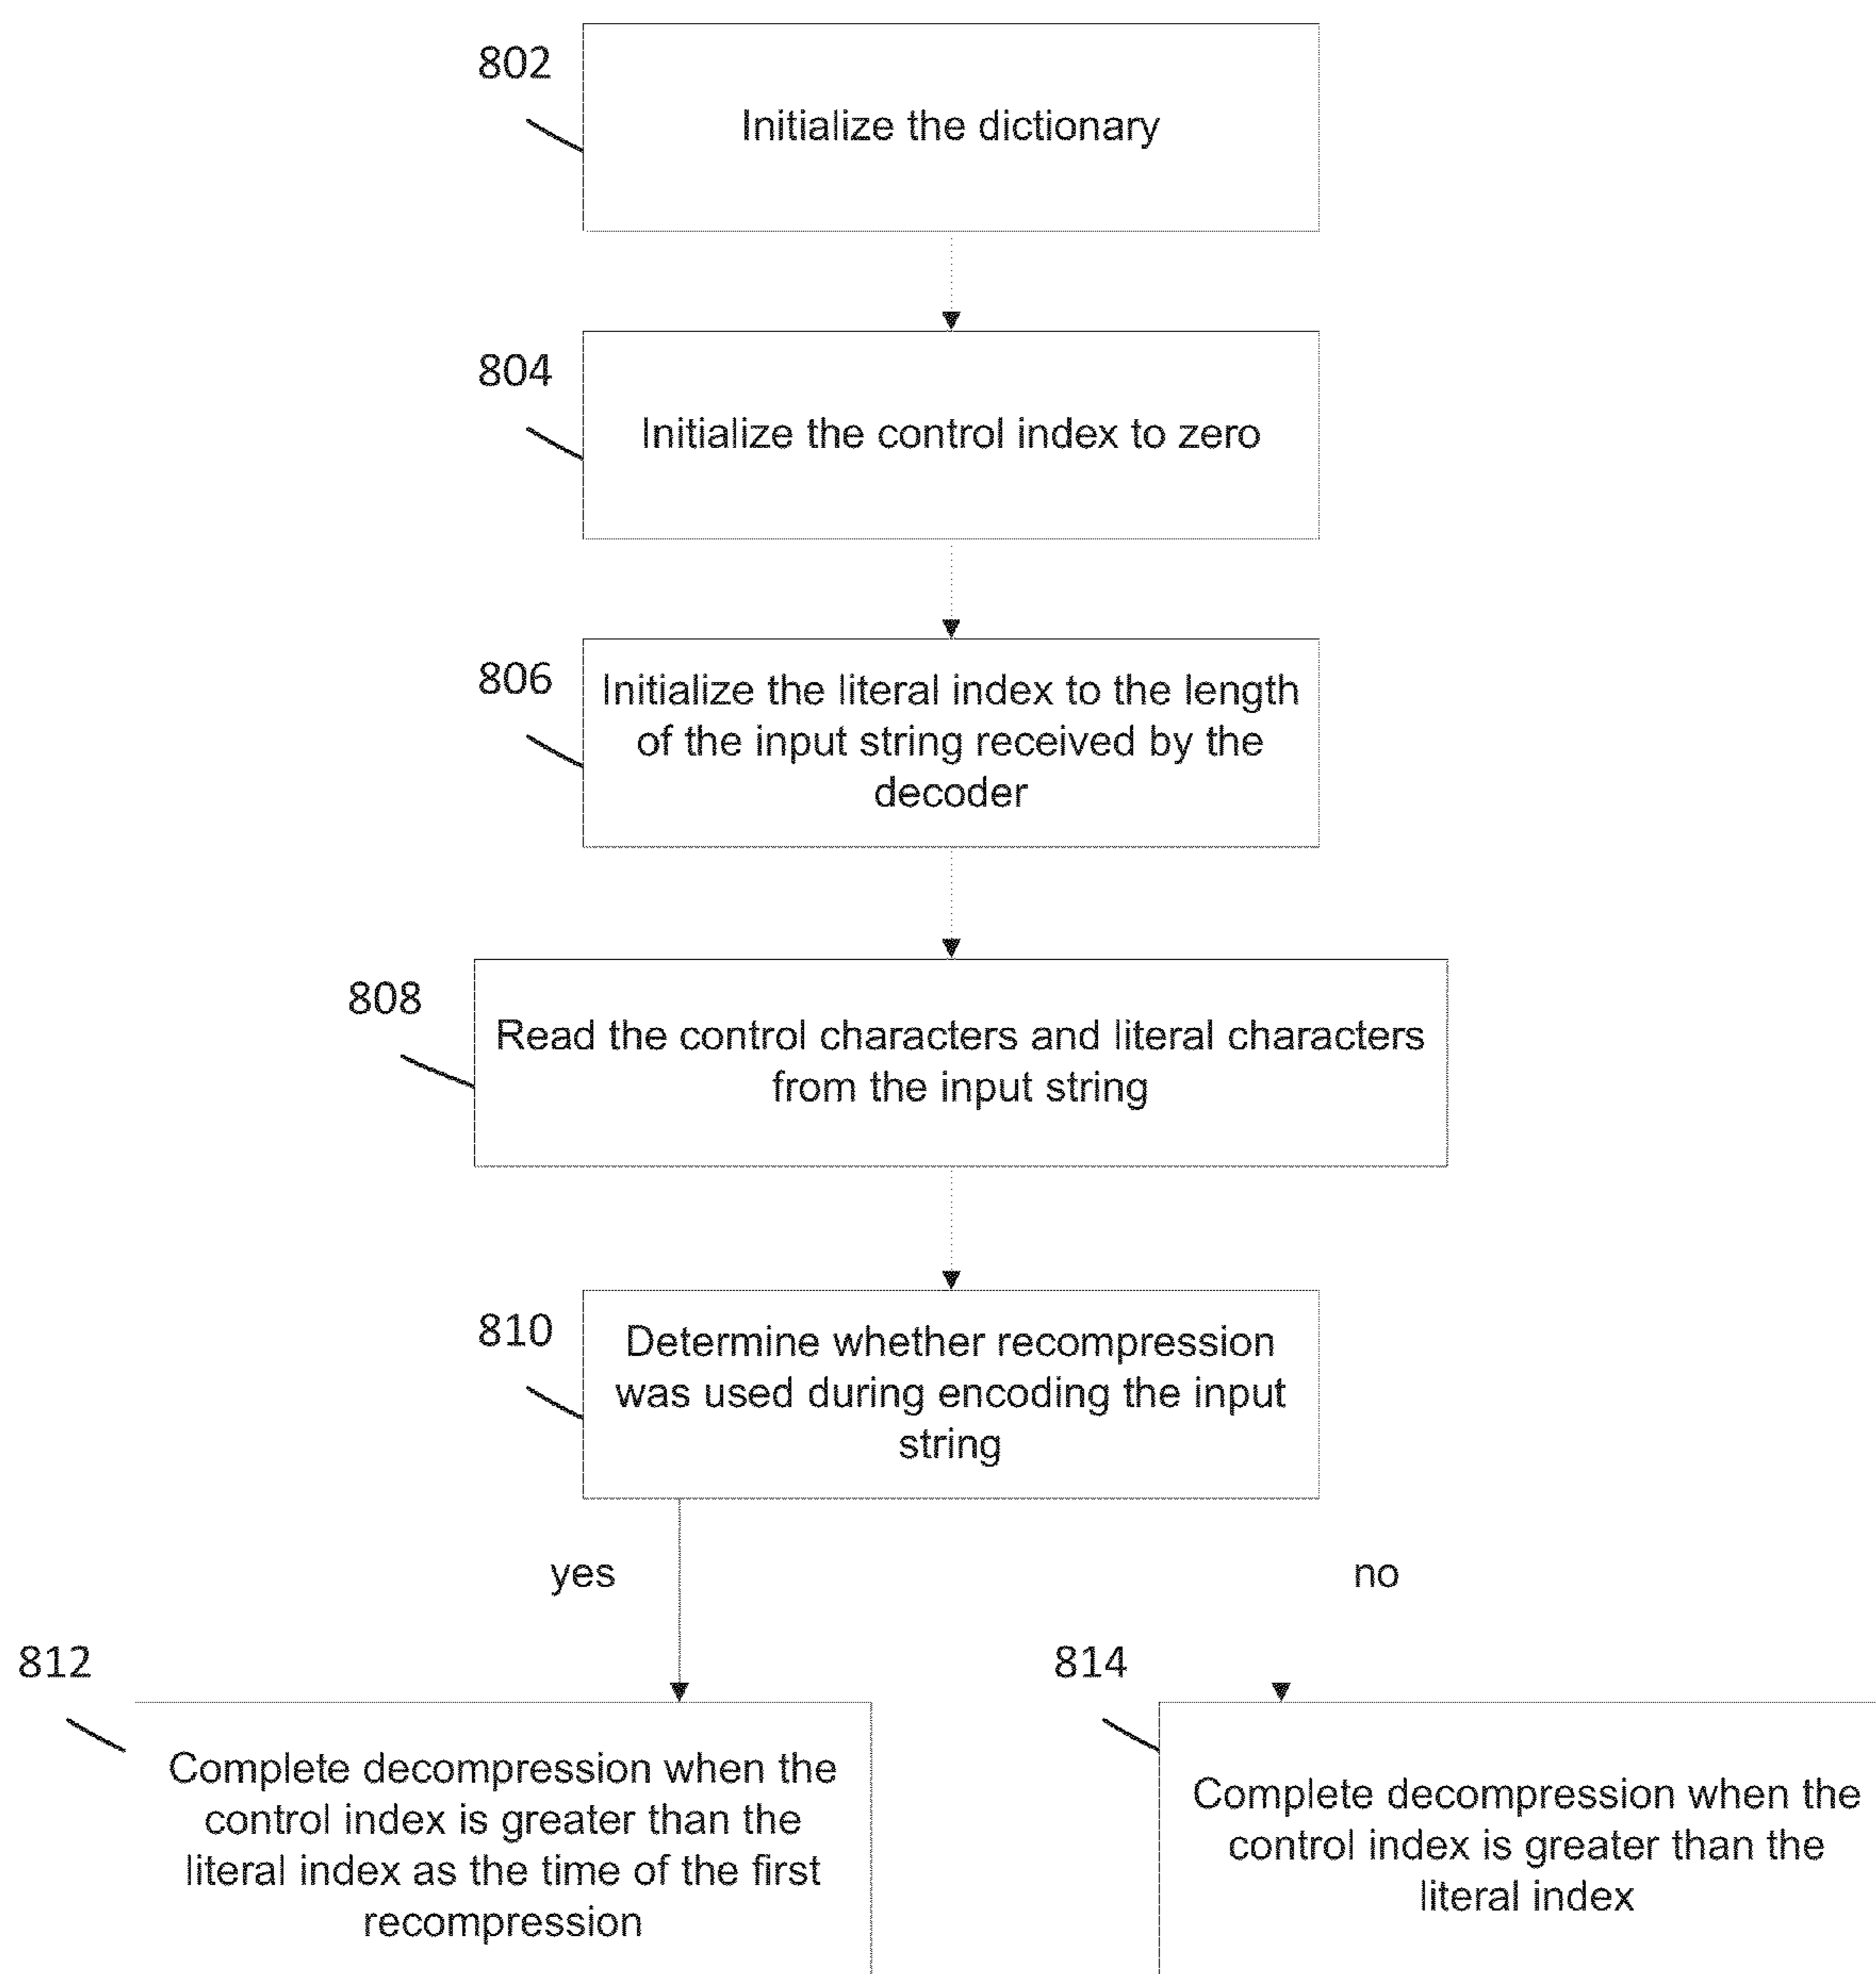 802
Initialize the dictionary
804
Initialize the control index to zero
806
Initialize the literal index to the length
of the input string received by the
decoder
808
Read the control characters and literal characters
from the input string
810
Determine whether recompression
was used during encoding the input
string
yes
no
812
Complete decompression when the
control index is greater than the
literal index as the time of the first
recompression
814
Complete decompression when the
control index is greater than the
literal index